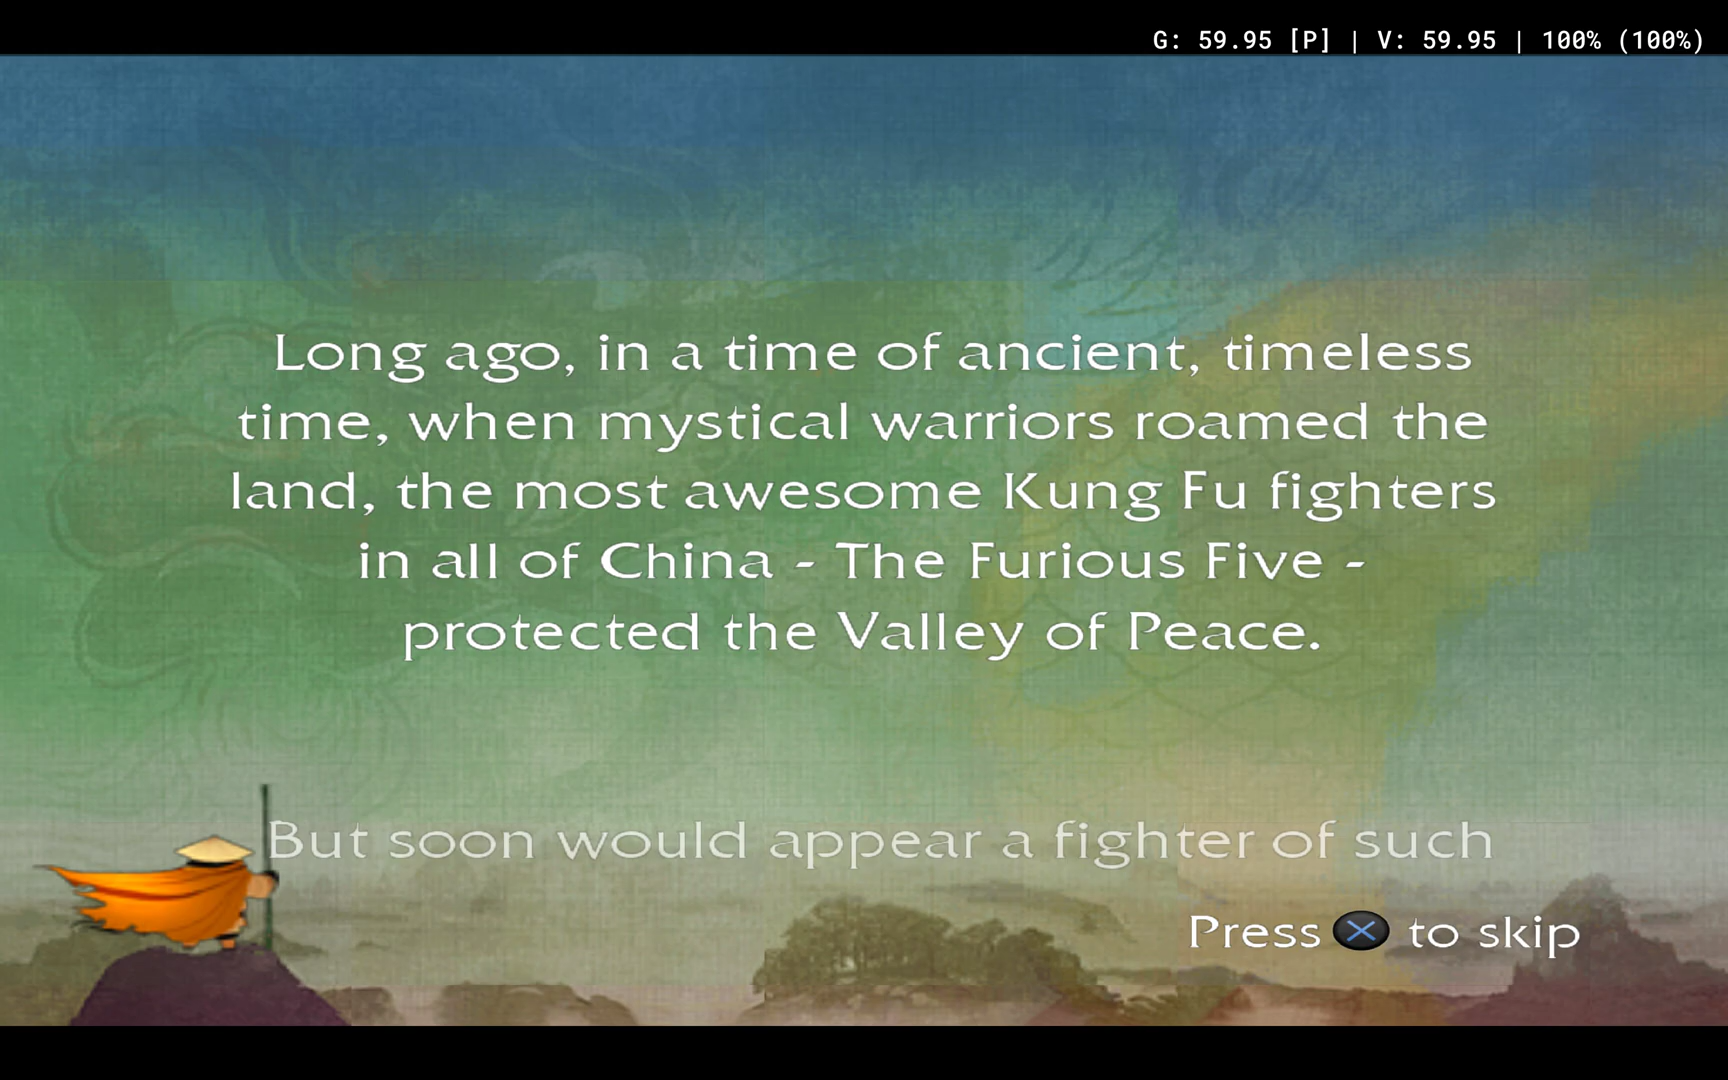 G: 59.95 [P] | V: 59.95 | 100% (100%)
Long ago, in a time of ancient, timeless
time, when mystical warriors roamed the
land, the most awesome Kung Fu fighters
in all of China - The Furious Five -
protected the Valley of Peace.
But soon would appear a fighter of such
Press to skip